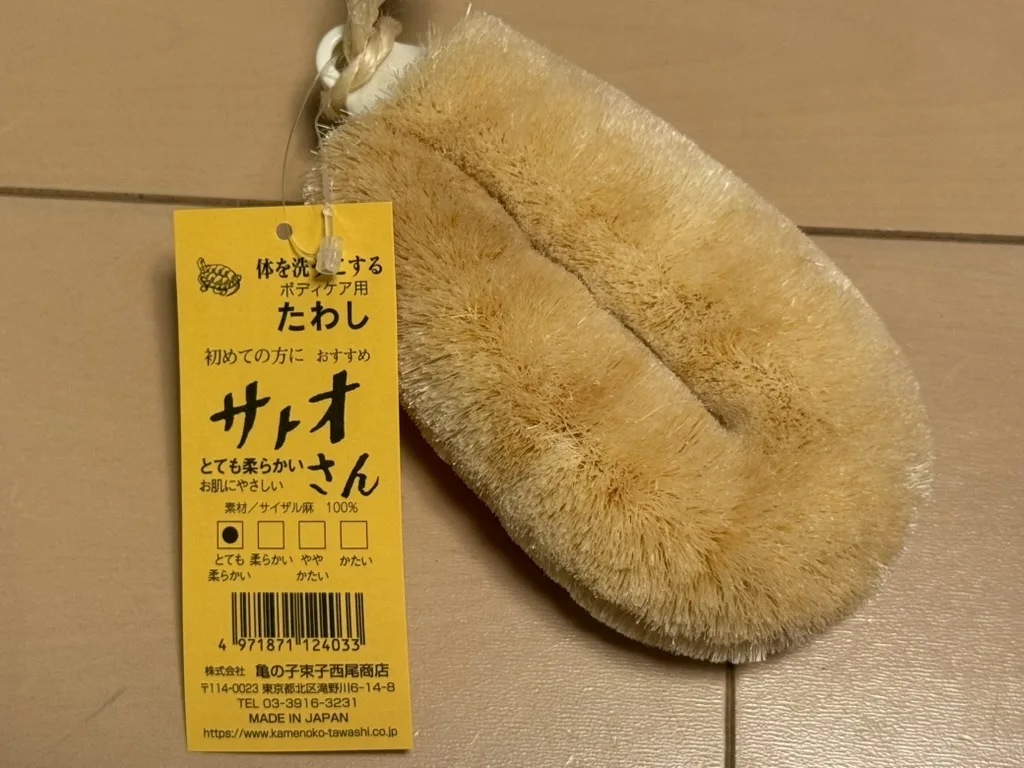 体を洗 こする
ボディケア用
たわし
初めての方に おすすめ
サトオさん
とても柔らかい
お肌にやさしい
素材/サイザル麻 100%
とても柔らかい 柔らかい ややかたい かたい
4 971871 124033
株式会社 亀の子束子西尾商店
〒114-0023 東京都北区滝野川6-14-8
TEL 03-3916-3231
MADE IN JAPAN
https://www.kamenoko-tawashi.co.jp